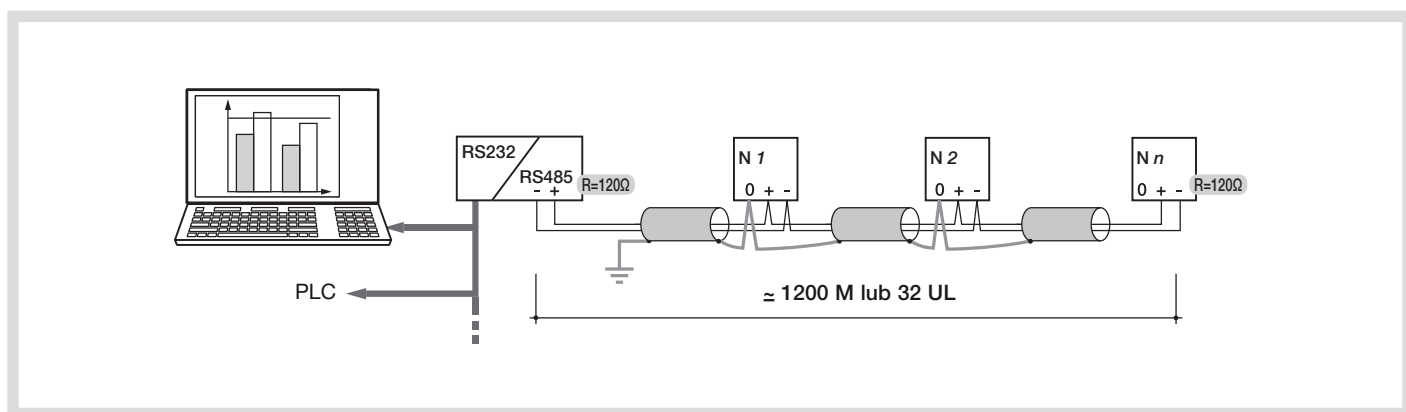 RS232
RS485
- +
R=120Ω
N 1
0 + -
N 2
0 + -
N n
0 + -
R=120Ω
PLC
≃ 1200 M lub 32 UL